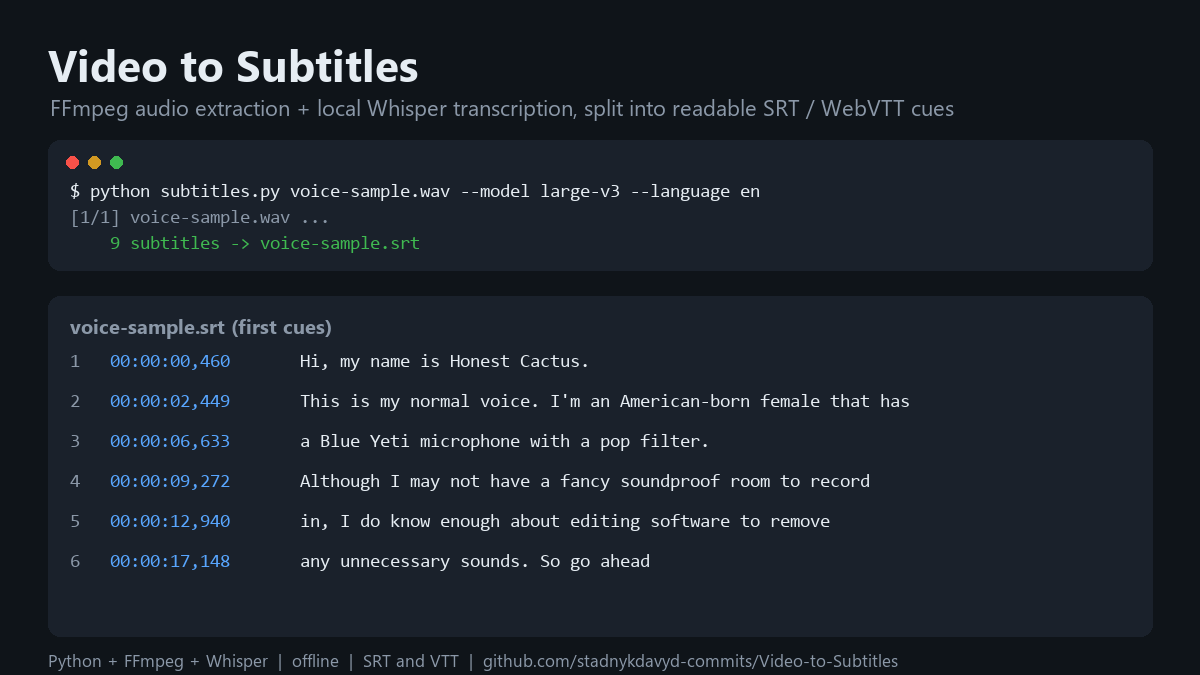 Video to Subtitles
FFmpeg audio extraction + local Whisper transcription, split into readable SRT / WebVTT cues
$ python subtitles.py voice-sample.wav --model large-v3 --language en
[1/1] voice-sample.wav ...
9 subtitles -> voice-sample.srt
voice-sample.srt (first cues)
1 00:00:00,460 Hi, my name is Honest Cactus.
2 00:00:02,449 This is my normal voice. I'm an American-born female that has
3 00:00:06,633 a Blue Yeti microphone with a pop filter.
4 00:00:09,272 Although I may not have a fancy soundproof room to record
5 00:00:12,940 in, I do know enough about editing software to remove
6 00:00:17,148 any unnecessary sounds. So go ahead
Python + FFmpeg + Whisper | offline | SRT and VTT | github.com/stadnykdavyd-commits/Video-to-Subtitles